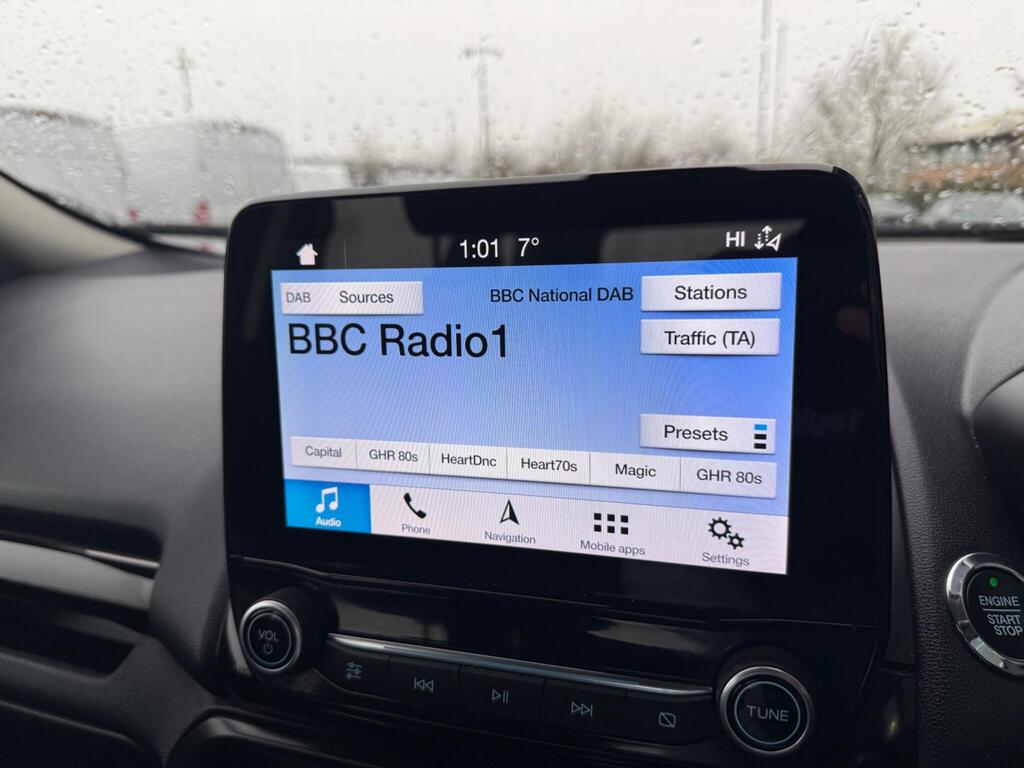 1:01 7° HI
DAB Sources
BBC National DAB
Stations
BBC Radio1
Traffic (TA)
Presets
Capital
GHR 80s
HeartDnc
Heart70s
Magic
GHR 80s
Audio
Phone
Navigation
Mobile apps
Settings
VOL
TUNE
ENGINE
START
STOP